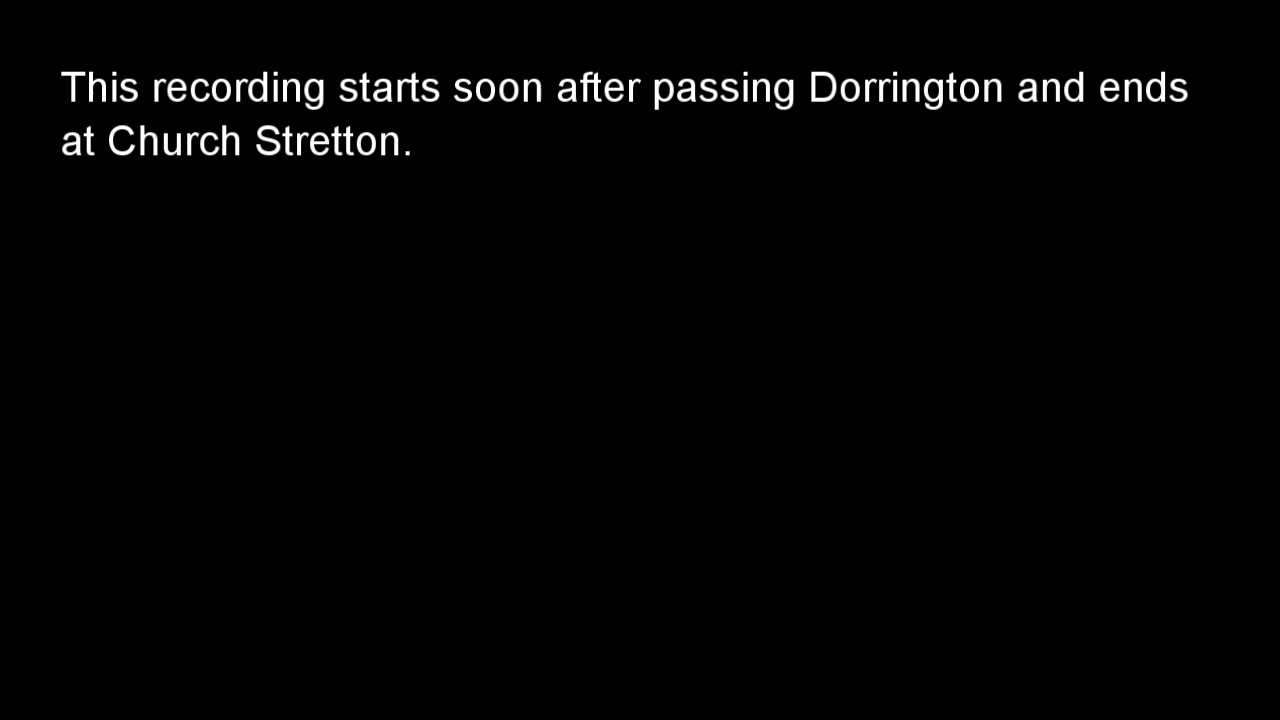 This recording starts soon after passing Dorrington and ends
at Church Stretton.